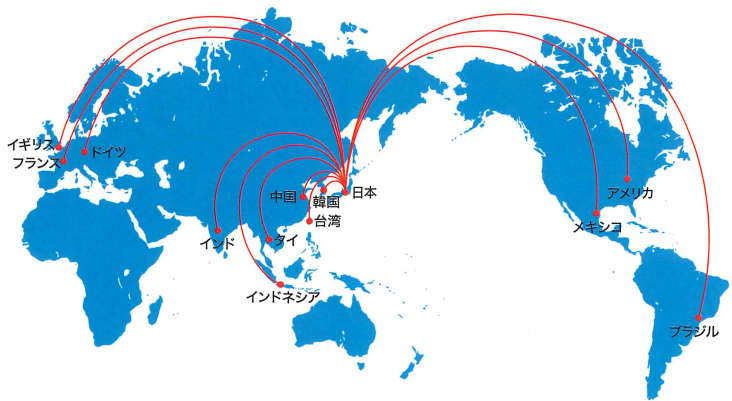 イギリス
フランス
ドイツ
中国
韓国
日本
台湾
インド
タイ
インドネシア
アメリカ
メキシコ
ブラジル